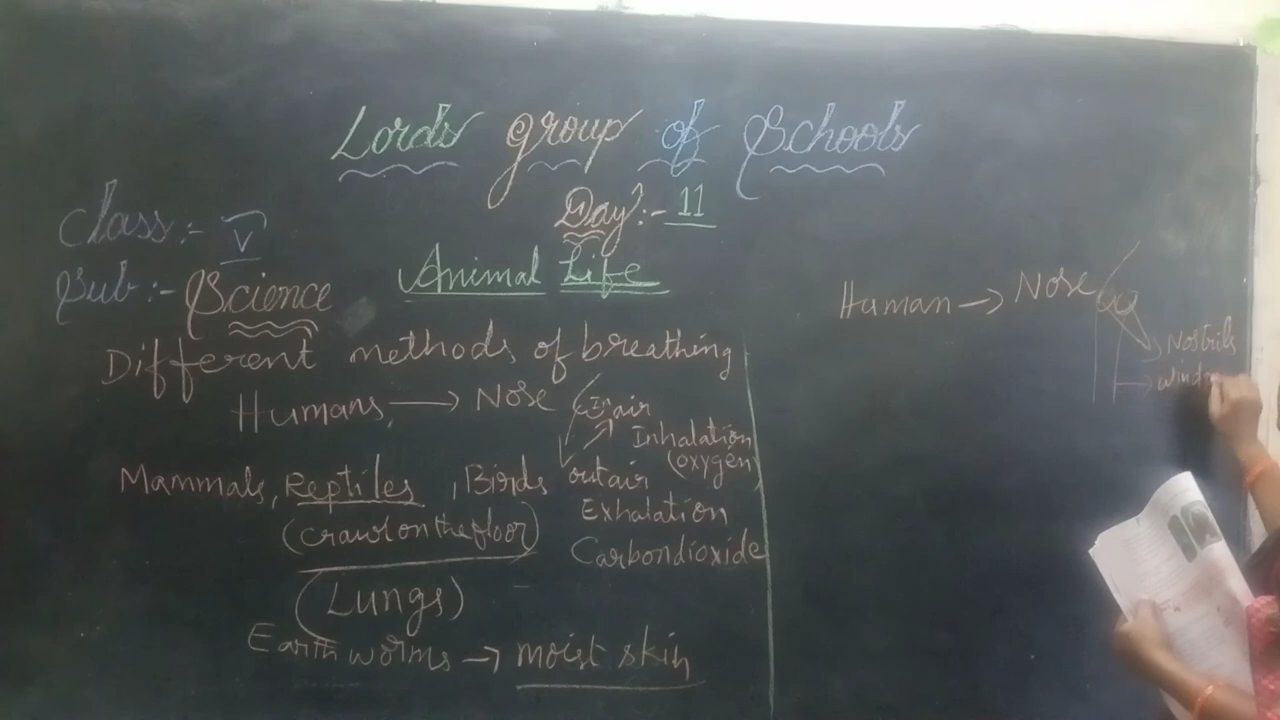 Lords group of Schools
Day:- 11
Class:- V
Sub:- Science
Animal Life
Different methods of breathing
Humans, → Nose
In air
Inhalation
(oxygen)
Mammals, Reptiles, Birds
out air
(crawl on the floor)
Exhalation
Carbondioxide
(Lungs)
Earth worms → moist skin
Human → Nose
Nostrils